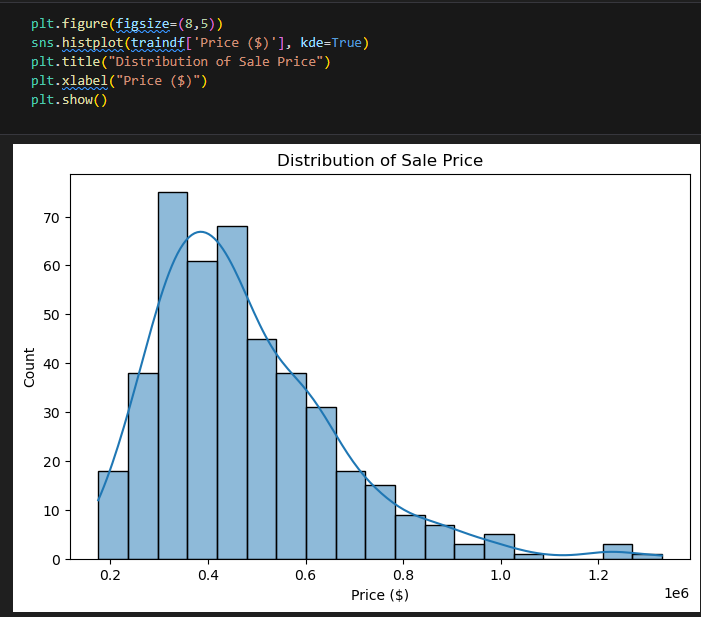 plt.figure(figsize=(8,5))
sns.histplot(traindf['Price ($)'], kde=True)
plt.title("Distribution of Sale Price")
plt.xlabel("Price ($)")
plt.show()
Distribution of Sale Price
70
60
50
40
30
20
10
0
Count
0.2 0.4 0.6 0.8 1.0 1.2
1e6
Price ($)